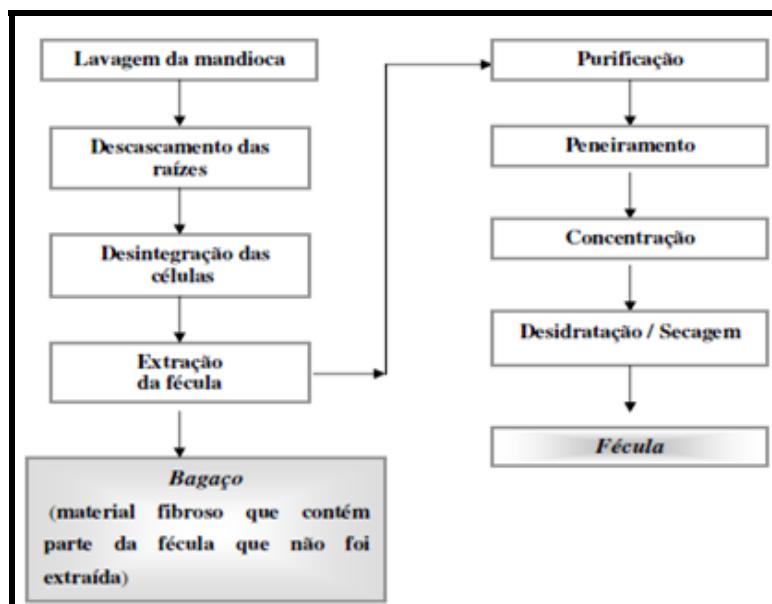 Lavagem da mandioca
Descascamento das
raízes
Desintegração das
células
Extração
da fécula
Bagaço
(material fibroso que contém
parte da fécula que não foi
extraída)
Purificação
Peneiramento
Concentração
Desidratação / Secagem
Fécula